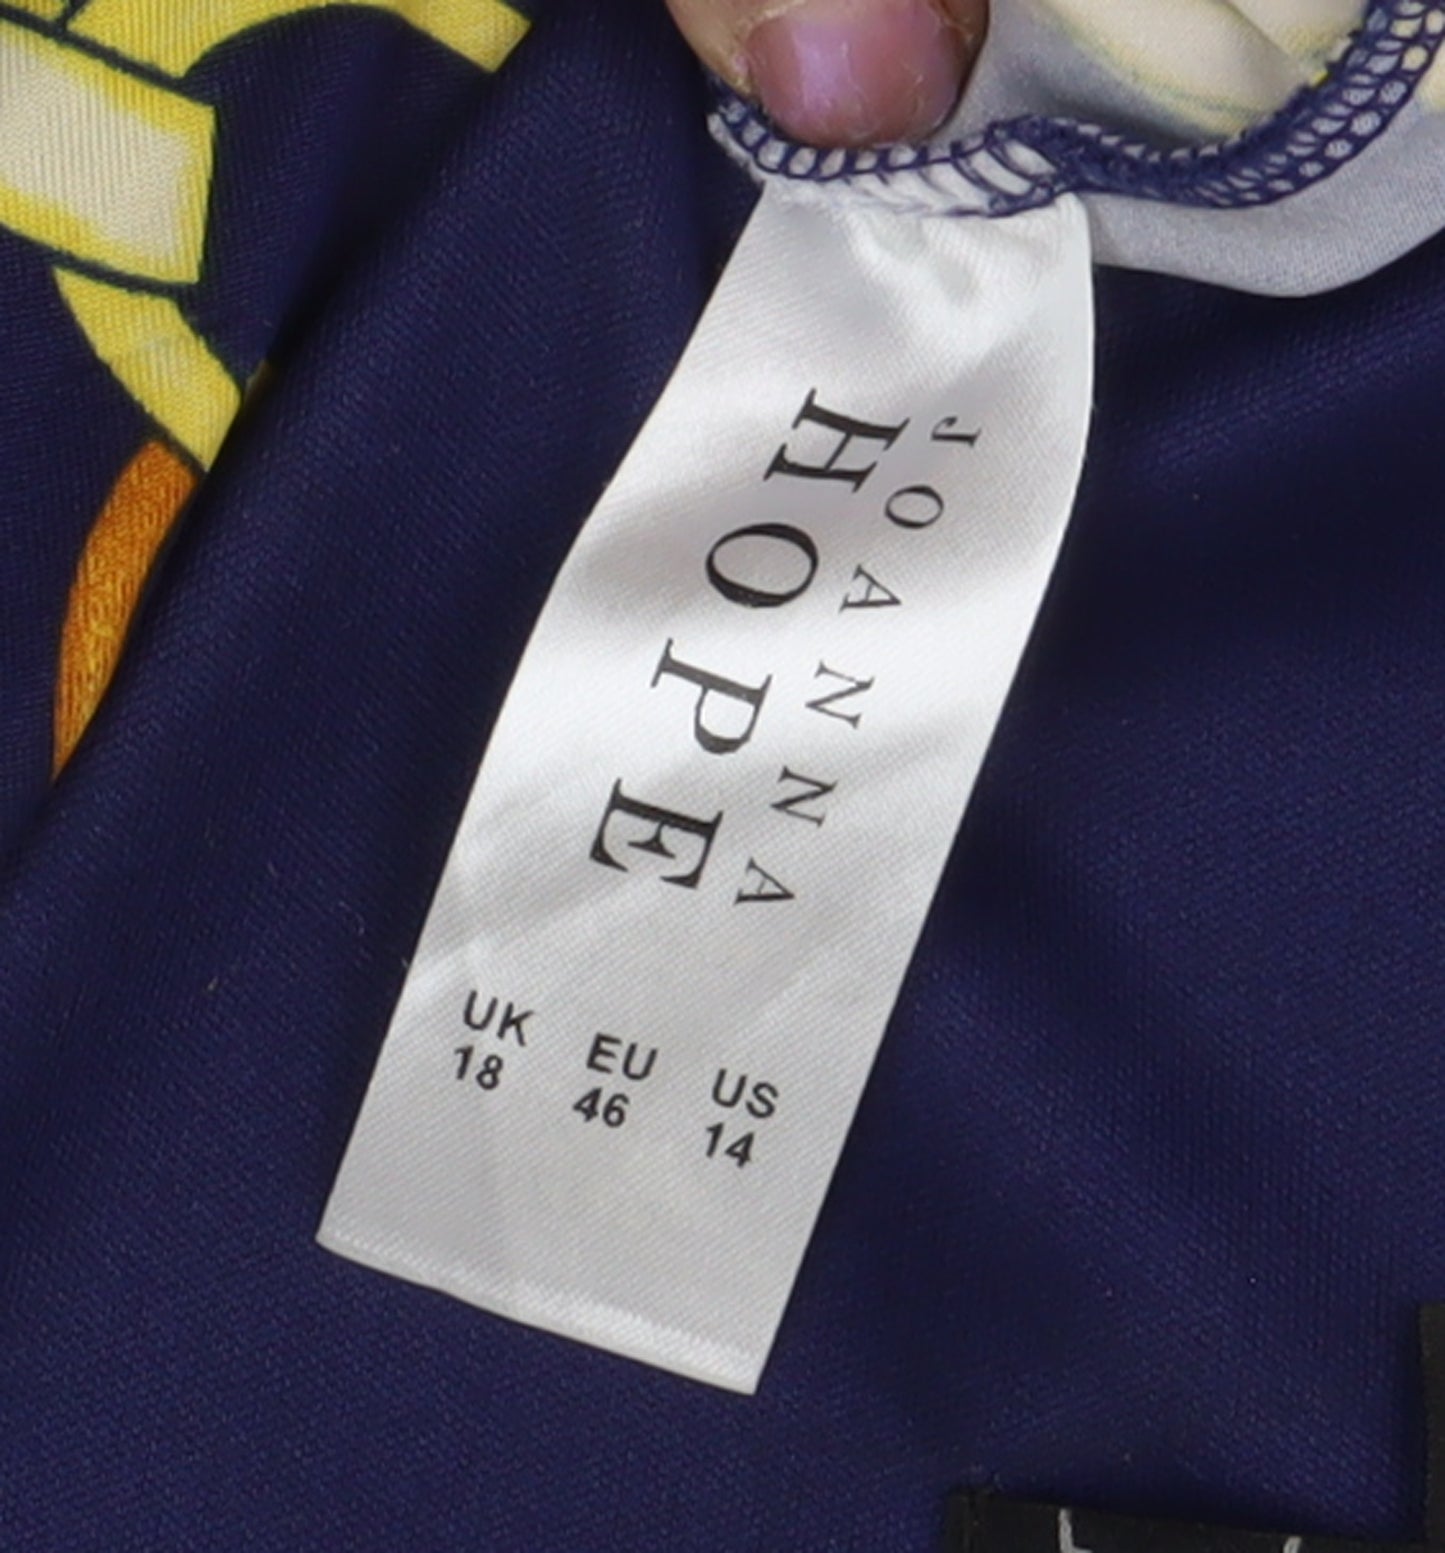 JOANNA
HOPE
UK EU US
18 46 14